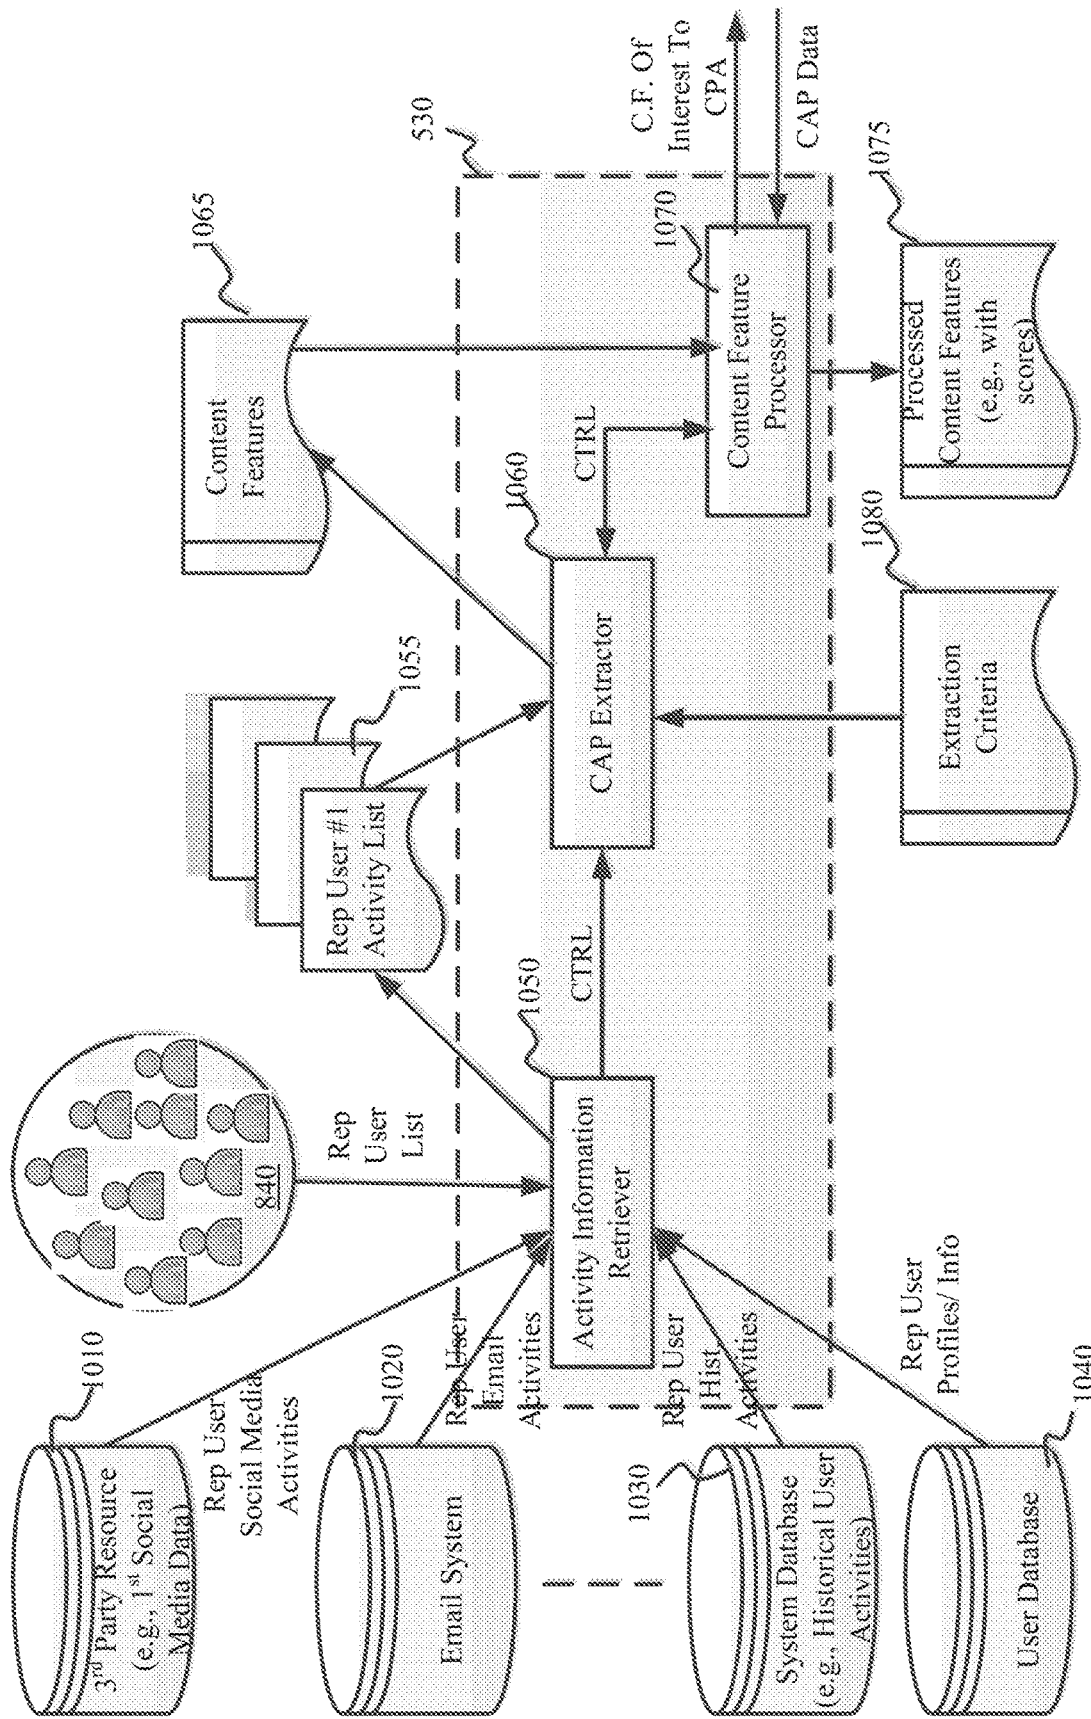 3rd Party Resource
(e.g., 1st Social
Media Data)
1010
Rep User
Social Media
Activities
Email System
1020
Rep User
Email
Activities
System Database
(e.g., Historical User
Activities)
1030
Rep User
Hist.
Activities
User Database
1040
Rep User
Profiles/ Info
840
Rep
User
List
Activity Information
Retriever
1050
CTRL
Rep User #1
Activity List
1055
CAP Extractor
1060
CTRL
Extraction
Criteria
1080
Content
Features
1065
530
Content Feature
Processor
1070
Processed
Content Features
(e.g., with
scores)
1075
C.F. Of
Interest To
CPA
CAP Data